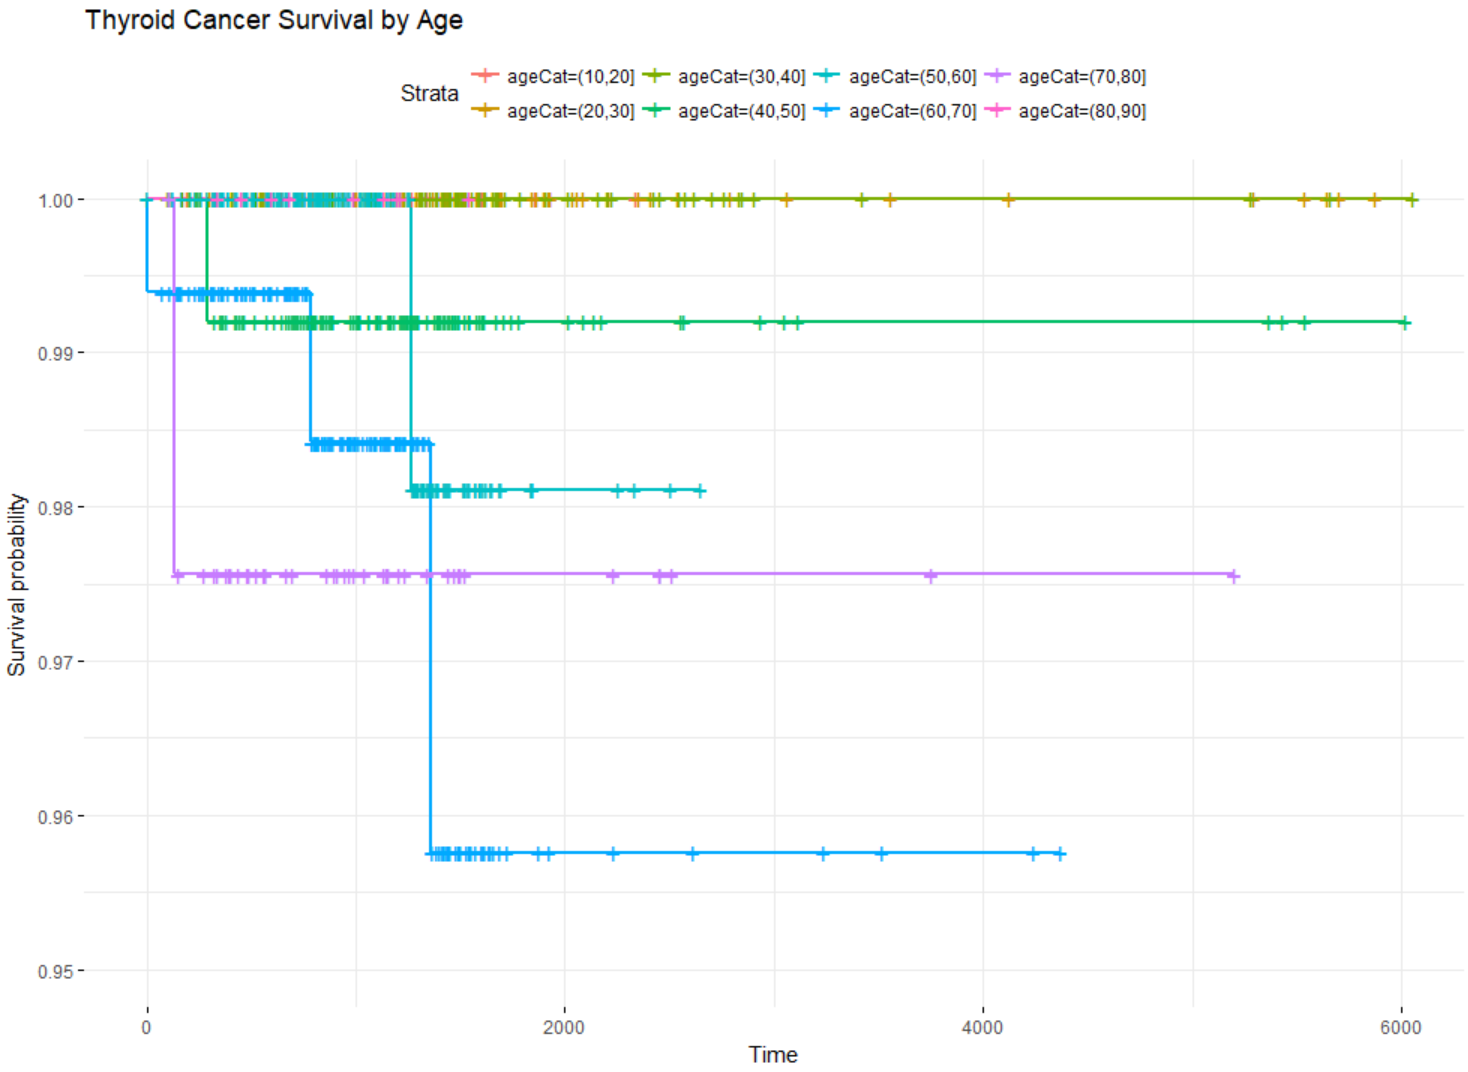 Thyroid Cancer Survival by Age
Strata
ageCat=(10,20] ageCat=(30,40] ageCat=(50,60] ageCat=(70,80]
ageCat=(20,30] ageCat=(40,50] ageCat=(60,70] ageCat=(80,90]
Survival probability
1.00
0.99
0.98
0.97
0.96
0.95
0 2000 4000 6000
Time